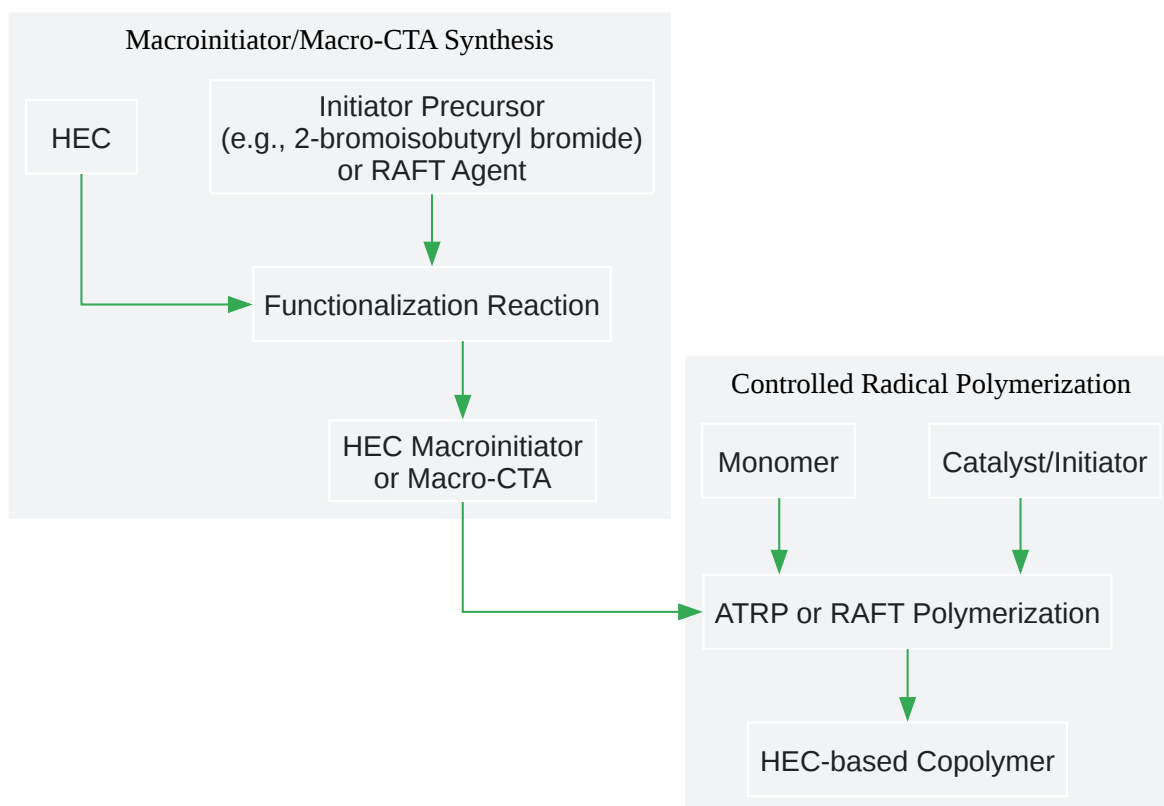 Macroinitiator/Macro-CTA Synthesis
HEC
Initiator Precursor
(e.g., 2-bromoisobutyryl bromide)
or RAFT Agent
Functionalization Reaction
HEC Macroinitiator
or Macro-CTA
Controlled Radical Polymerization
Monomer
Catalyst/Initiator
ATRP or RAFT Polymerization
HEC-based Copolymer